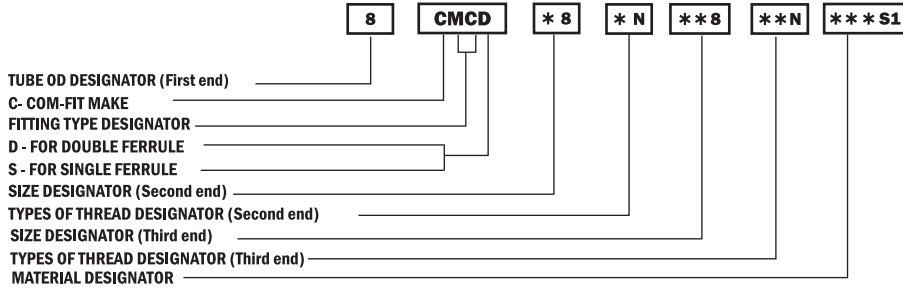 8 CMCD *8 *N **8 **N ***S1
TUBE OD DESIGNATOR (First end)
C- COM-FIT MAKE
FITTING TYPE DESIGNATOR
D - FOR DOUBLE FERRULE
S - FOR SINGLE FERRULE
SIZE DESIGNATOR (Second end)
TYPES OF THREAD DESIGNATOR (Second end)
SIZE DESIGNATOR (Third end)
TYPES OF THREAD DESIGNATOR (Third end)
MATERIAL DESIGNATOR